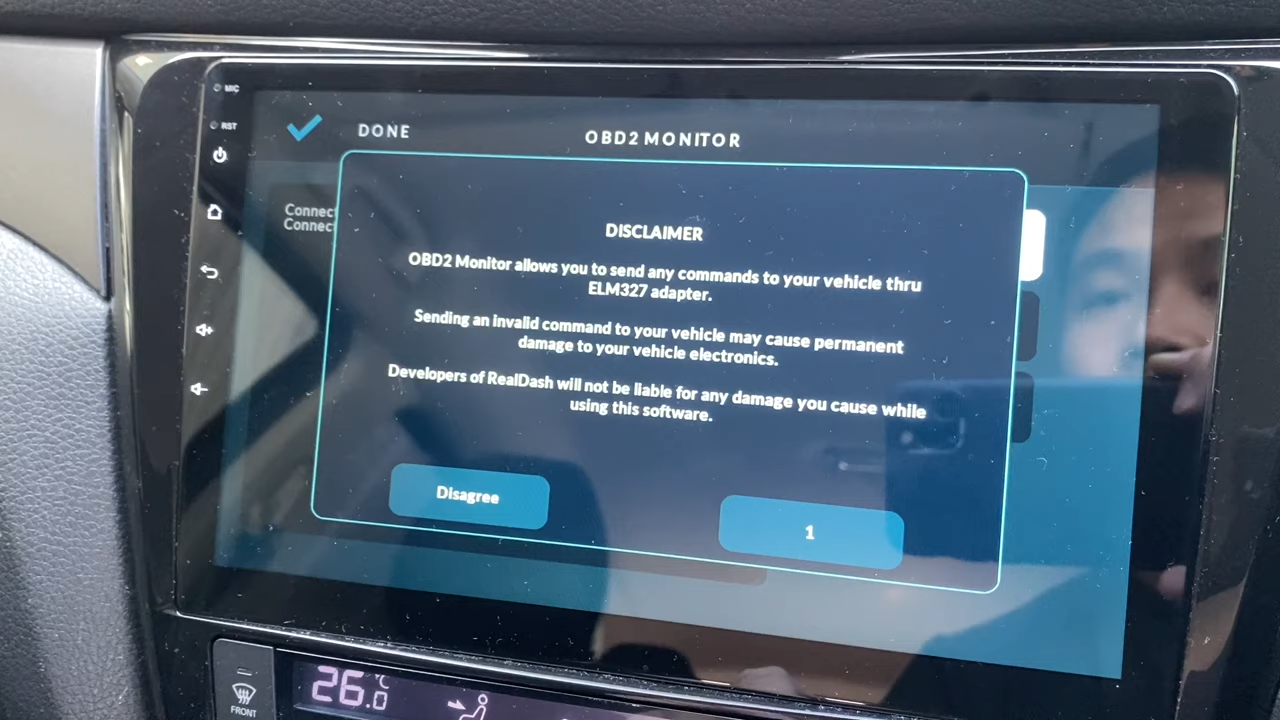 MIC
RST
DONE
OBD2 MONITOR
Connect
Connect
DISCLAIMER
OBD2 Monitor allows you to send any commands to your vehicle thru
ELM327 adapter.
Sending an invalid command to your vehicle may cause permanent
damage to your vehicle electronics.
Developers of RealDash will not be liable for any damage you cause while
using this software.
Disagree
1
26.0 °C
FRONT